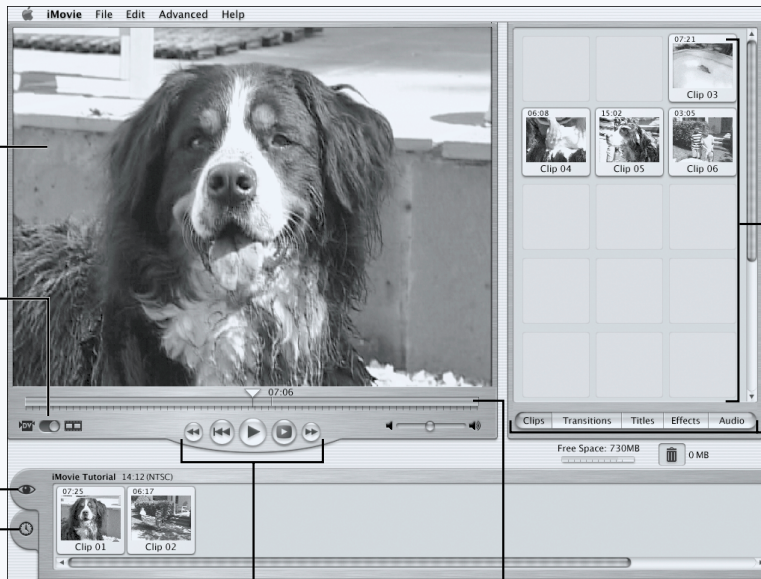 iMovie File Edit Advanced Help
07:21
Clip 03
06:08 15:02 03:05
Clip 04 Clip 05 Clip 06
07:06
DV
Clips Transitions Titles Effects Audio
Free Space: 730MB
0 MB
iMovie Tutorial 14:12 (NTSC)
07:25 06:17
Clip 01 Clip 02